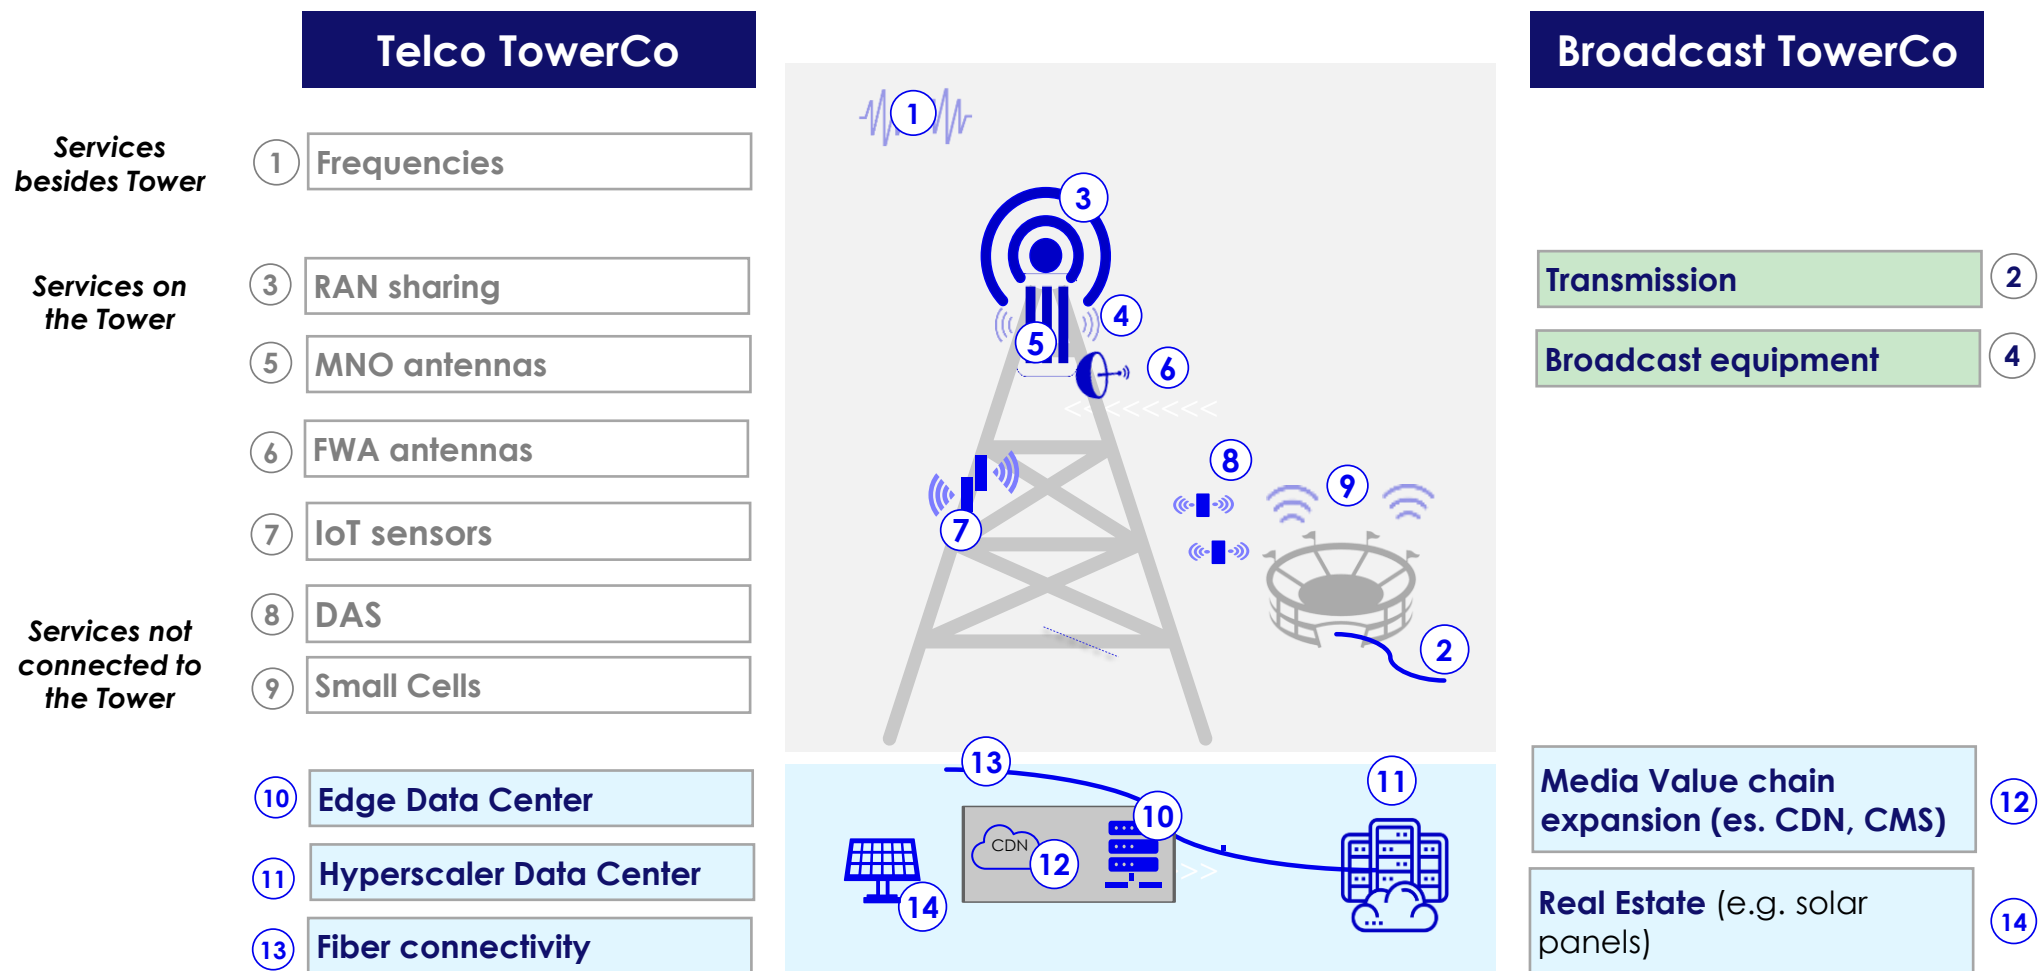 Telco TowerCo
Broadcast TowerCo
Services
besides Tower
1 Frequencies
Services on
the Tower
3 RAN sharing
5 MNO antennas
6 FWA antennas
7 IoT sensors
Services not
connected to
the Tower
8 DAS
9 Small Cells
10 Edge Data Center
11 Hyperscaler Data Center
13 Fiber connectivity
1
3
4
5
6
<<<<<<<<
8
9
7
2
13
11
10
CDN
12
>>
14
Transmission 2
Broadcast equipment 4
Media Value chain
expansion (es. CDN, CMS) 12
Real Estate (e.g. solar
panels) 14